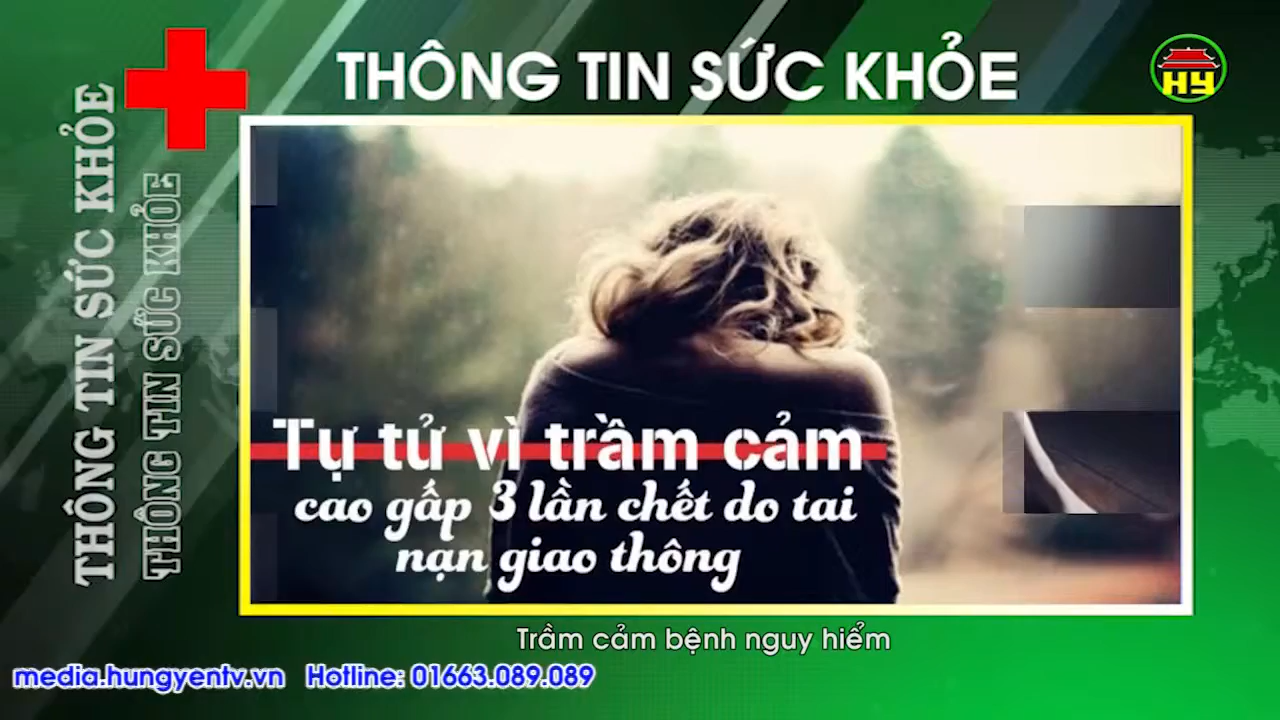 THÔNG TIN SỨC KHỎE
HY
THÔNG TIN SỨC KHỎE
THÔNG TIN SỨC KHỎE
Tự tử vì trầm cảm
cao gấp 3 lần chết do tai
nạn giao thông
Trầm cảm bệnh nguy hiểm
media.hungyentv.vn Hotline: 01663.089.089